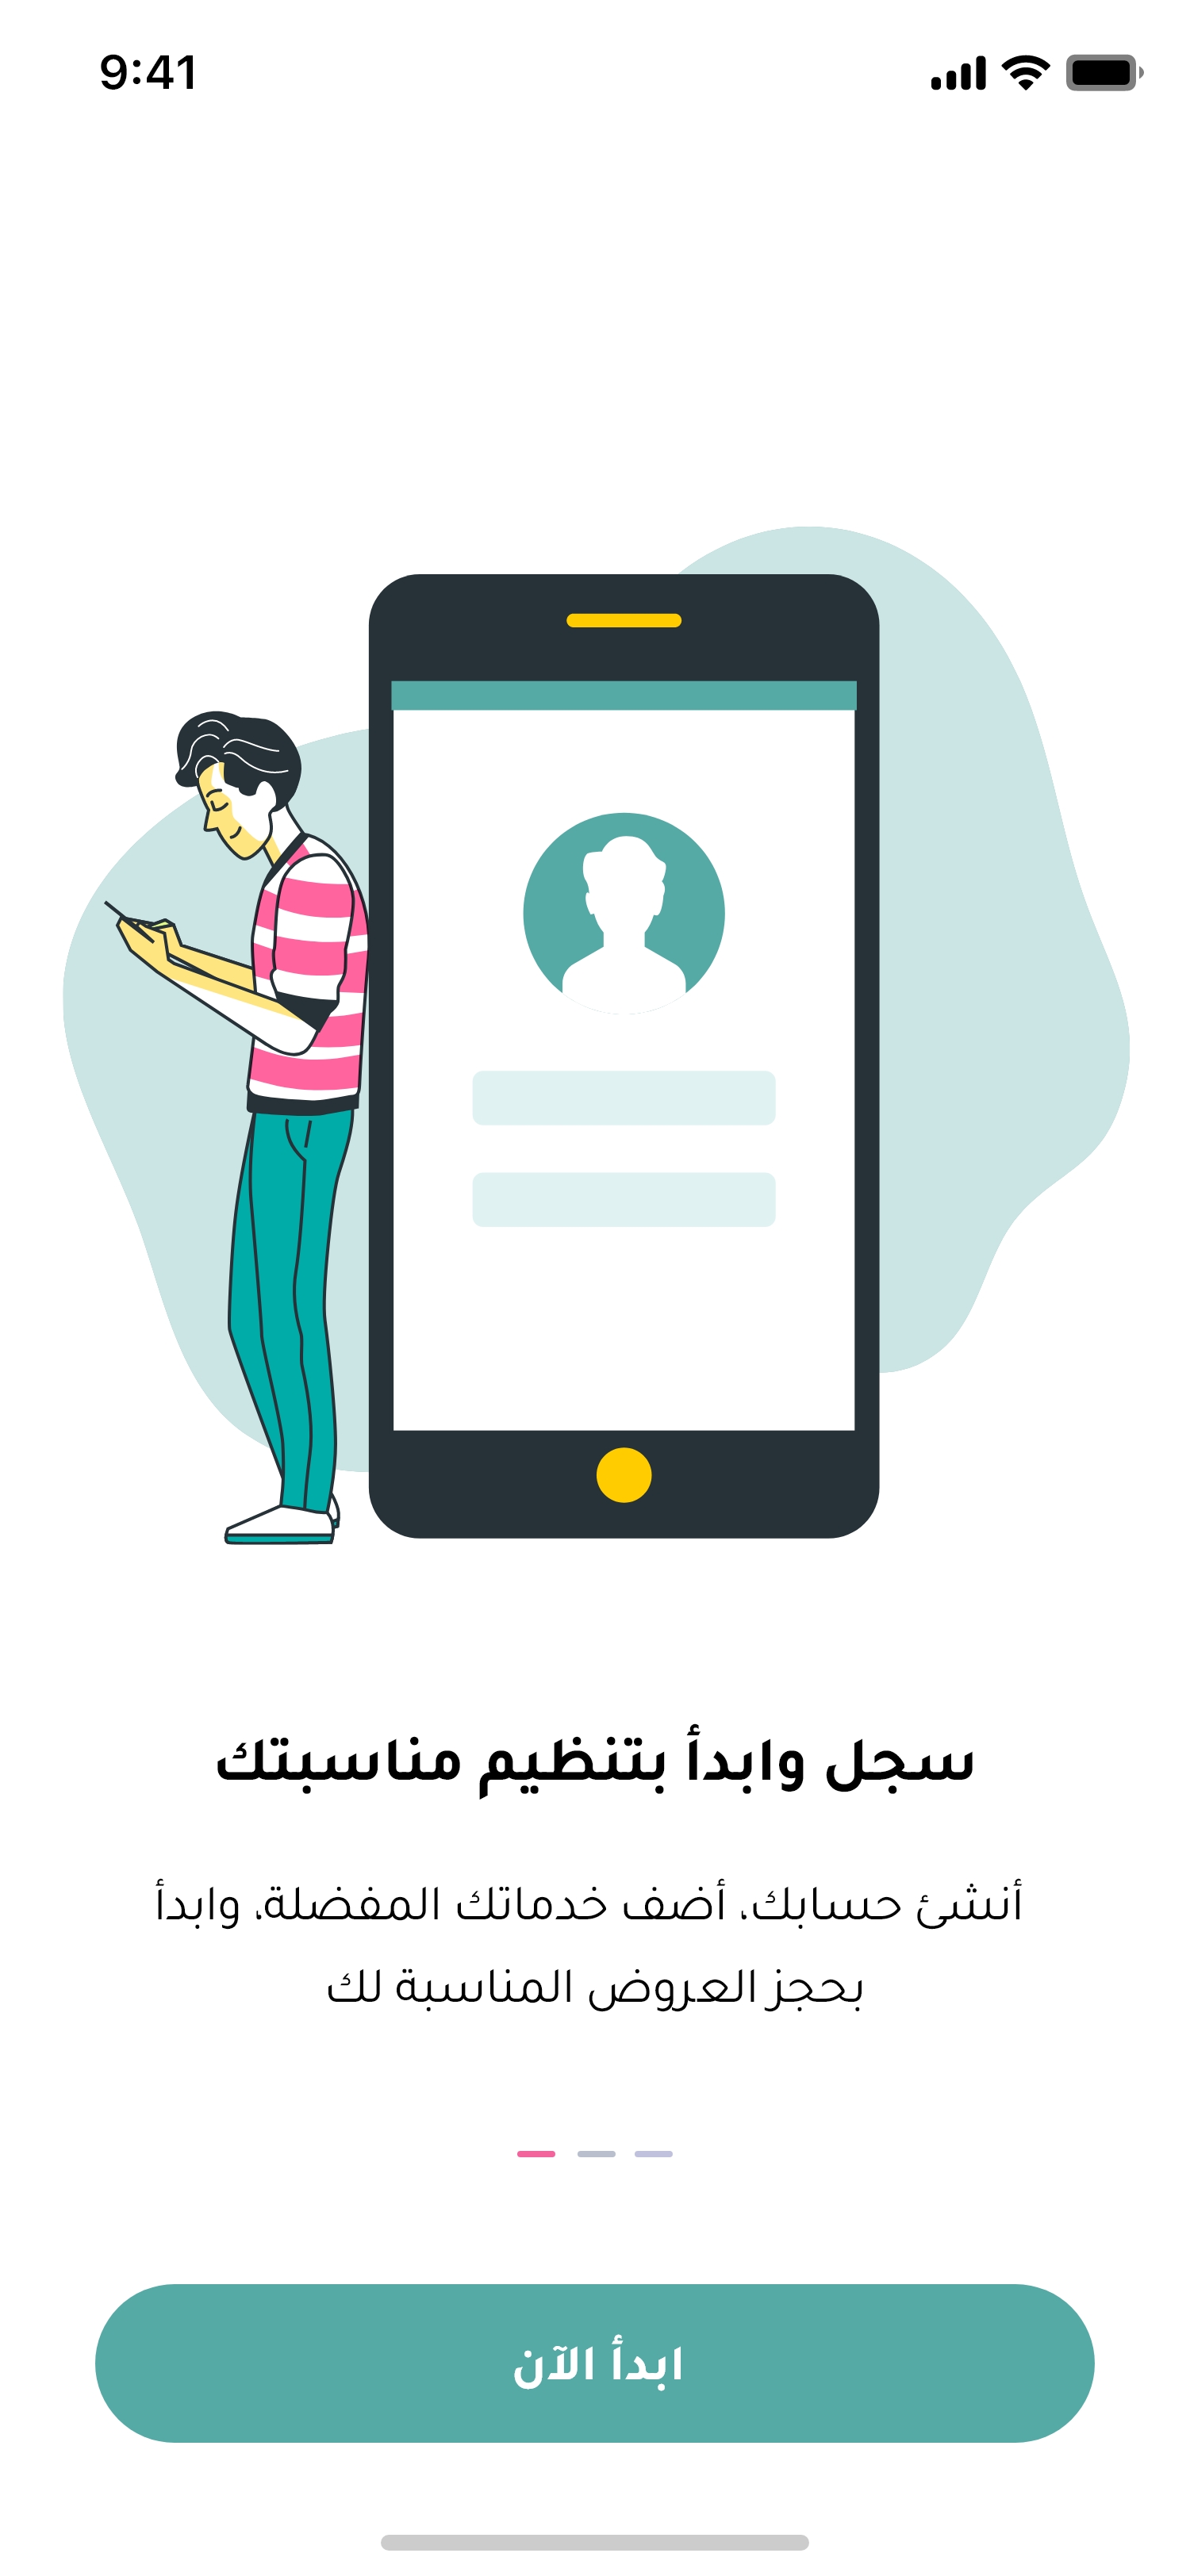 9:41
سجل وابدأ بتنظيم مناسبتك
أنشئ حسابك، أضف خدماتك المفضلة، وابدأ
بحجز العروض المناسبة لك
ابدأ الآن